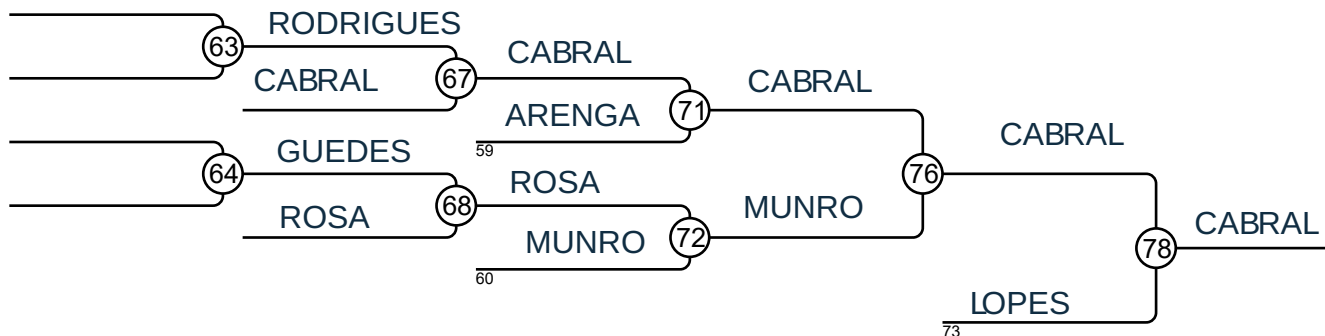 RODRIGUES
63
CABRAL
CABRAL
67
CABRAL
ARENGA
71
59
CABRAL
GUEDES
64
ROSA
76
ROSA
68
MUNRO
CABRAL
MUNRO
72
78
60
LOPES
73